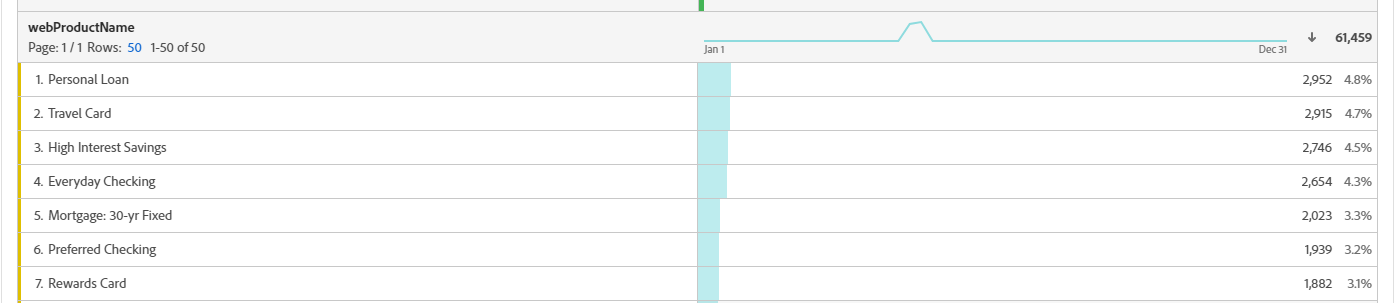 webProductName
Page: 1 / 1 Rows: 50 1-50 of 50
Jan 1 Dec 31 61,459
1. Personal Loan 2,952 4.8%
2. Travel Card 2,915 4.7%
3. High Interest Savings 2,746 4.5%
4. Everyday Checking 2,654 4.3%
5. Mortgage: 30-yr Fixed 2,023 3.3%
6. Preferred Checking 1,939 3.2%
7. Rewards Card 1,882 3.1%